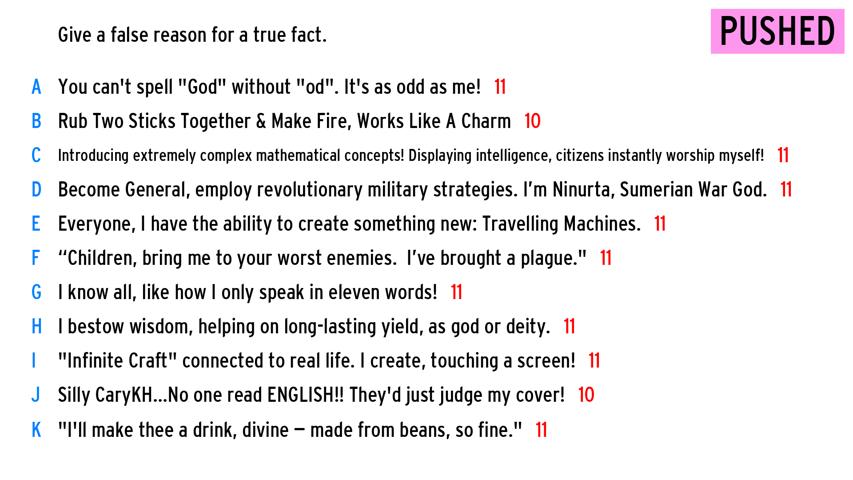 Give a false reason for a true fact.
PUSHED
A You can't spell "God" without "od". It's as odd as me! 11
B Rub Two Sticks Together & Make Fire, Works Like A Charm 10
C Introducing extremely complex mathematical concepts! Displaying intelligence, citizens instantly worship myself! 11
D Become General, employ revolutionary military strategies. I'm Ninurta, Sumerian War God. 11
E Everyone, I have the ability to create something new: Travelling Machines. 11
F “Children, bring me to your worst enemies. I've brought a plague." 11
G I know all, like how I only speak in eleven words! 11
H I bestow wisdom, helping on long-lasting yield, as god or deity. 11
I "Infinite Craft" connected to real life. I create, touching a screen! 11
J Silly CaryKH...No one read ENGLISH!! They'd just judge my cover! 10
K "I'll make thee a drink, divine – made from beans, so fine." 11